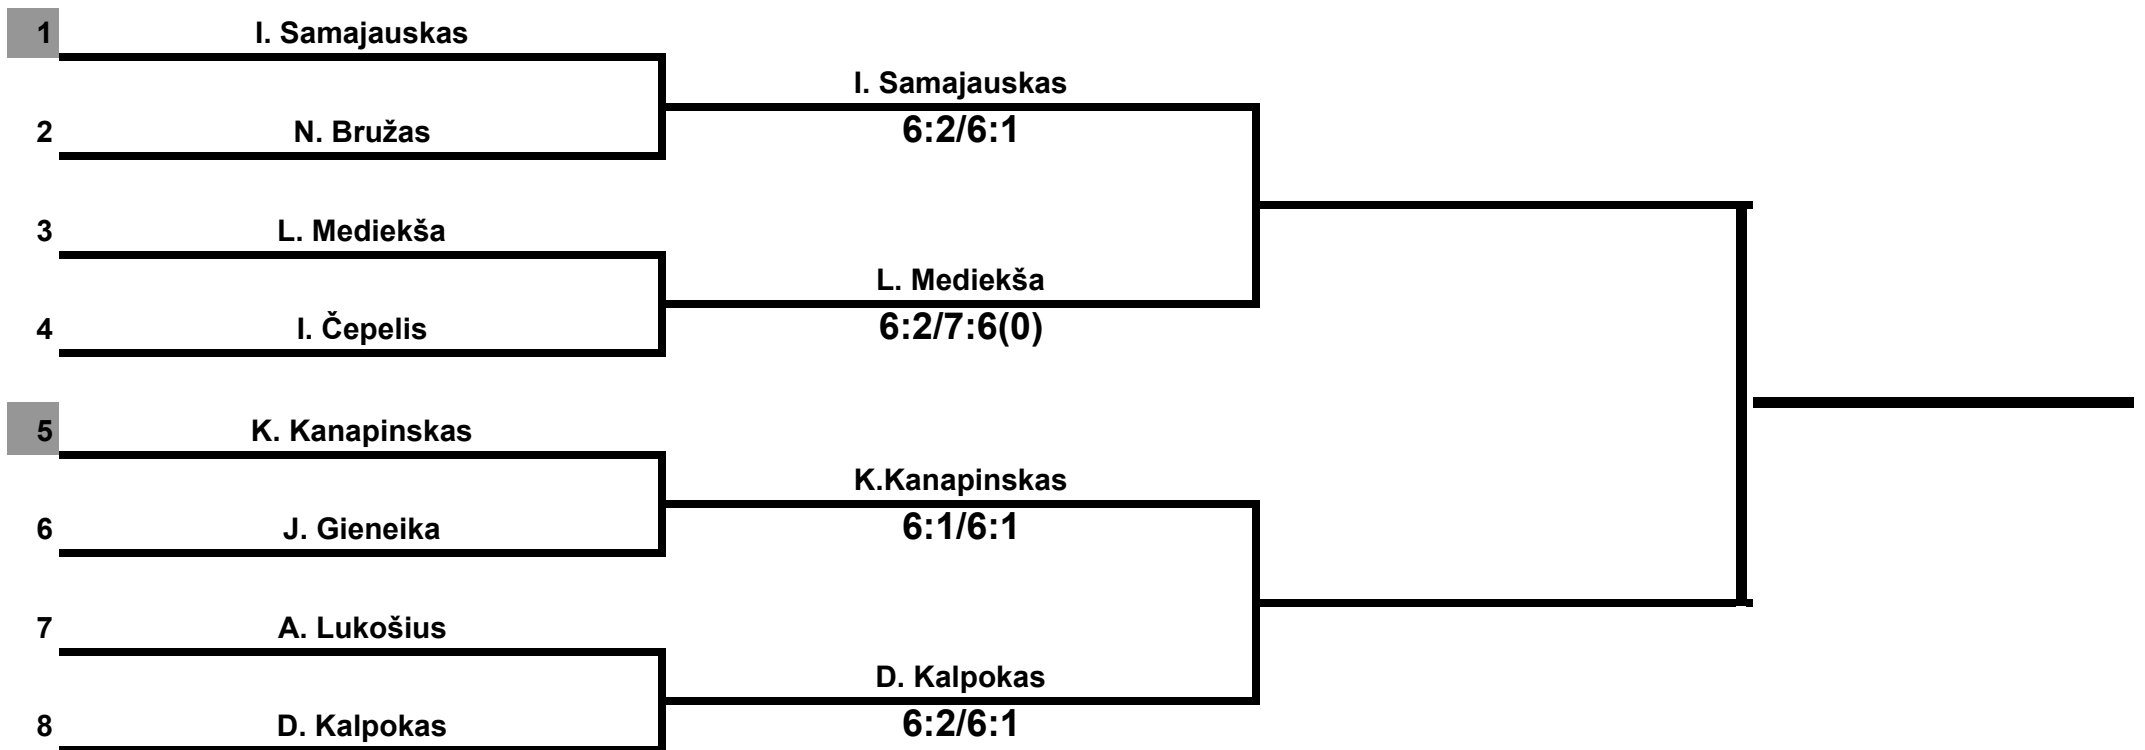 1 I. Samajauskas
I. Samajauskas
2 N. Bružas
6:2/6:1
3 L. Mediekša
L. Mediekša
4 I. Čepelis
6:2/7:6(0)
5 K. Kanapinskas
K.Kanapinskas
6 J. Gieneika
6:1/6:1
7 A. Lukošius
D. Kalpokas
8 D. Kalpokas
6:2/6:1